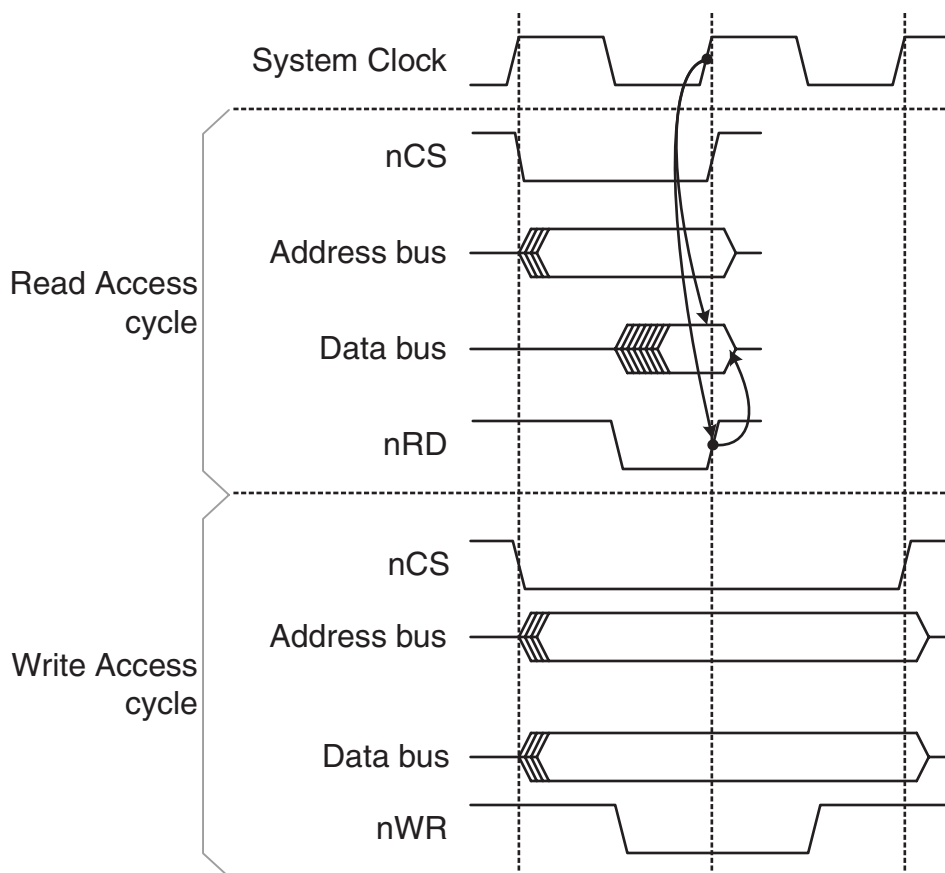 System Clock
nCS
Address bus
Read Access
cycle
Data bus
nRD
nCS
Address bus
Write Access
cycle
Data bus
nWR